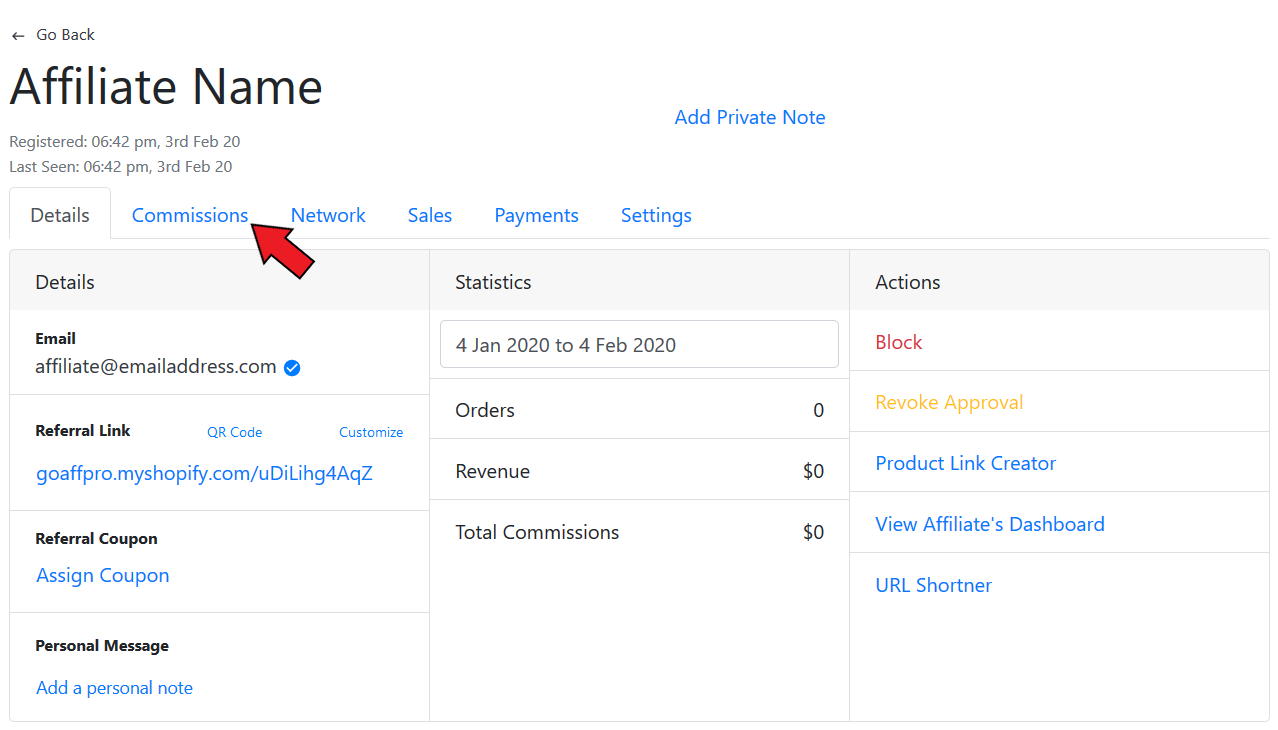 ← Go Back
Affiliate Name
Add Private Note
Registered: 06:42 pm, 3rd Feb 20
Last Seen: 06:42 pm, 3rd Feb 20
Details Commissions Network Sales Payments Settings
Details
Email
affiliate@emailaddress.com
Referral Link QR Code Customize
goaffpro.myshopify.com/uDiLihg4AqZ
Referral Coupon
Assign Coupon
Personal Message
Add a personal note
Statistics
4 Jan 2020 to 4 Feb 2020
Orders 0
Revenue $0
Total Commissions $0
Actions
Block
Revoke Approval
Product Link Creator
View Affiliate's Dashboard
URL Shortner